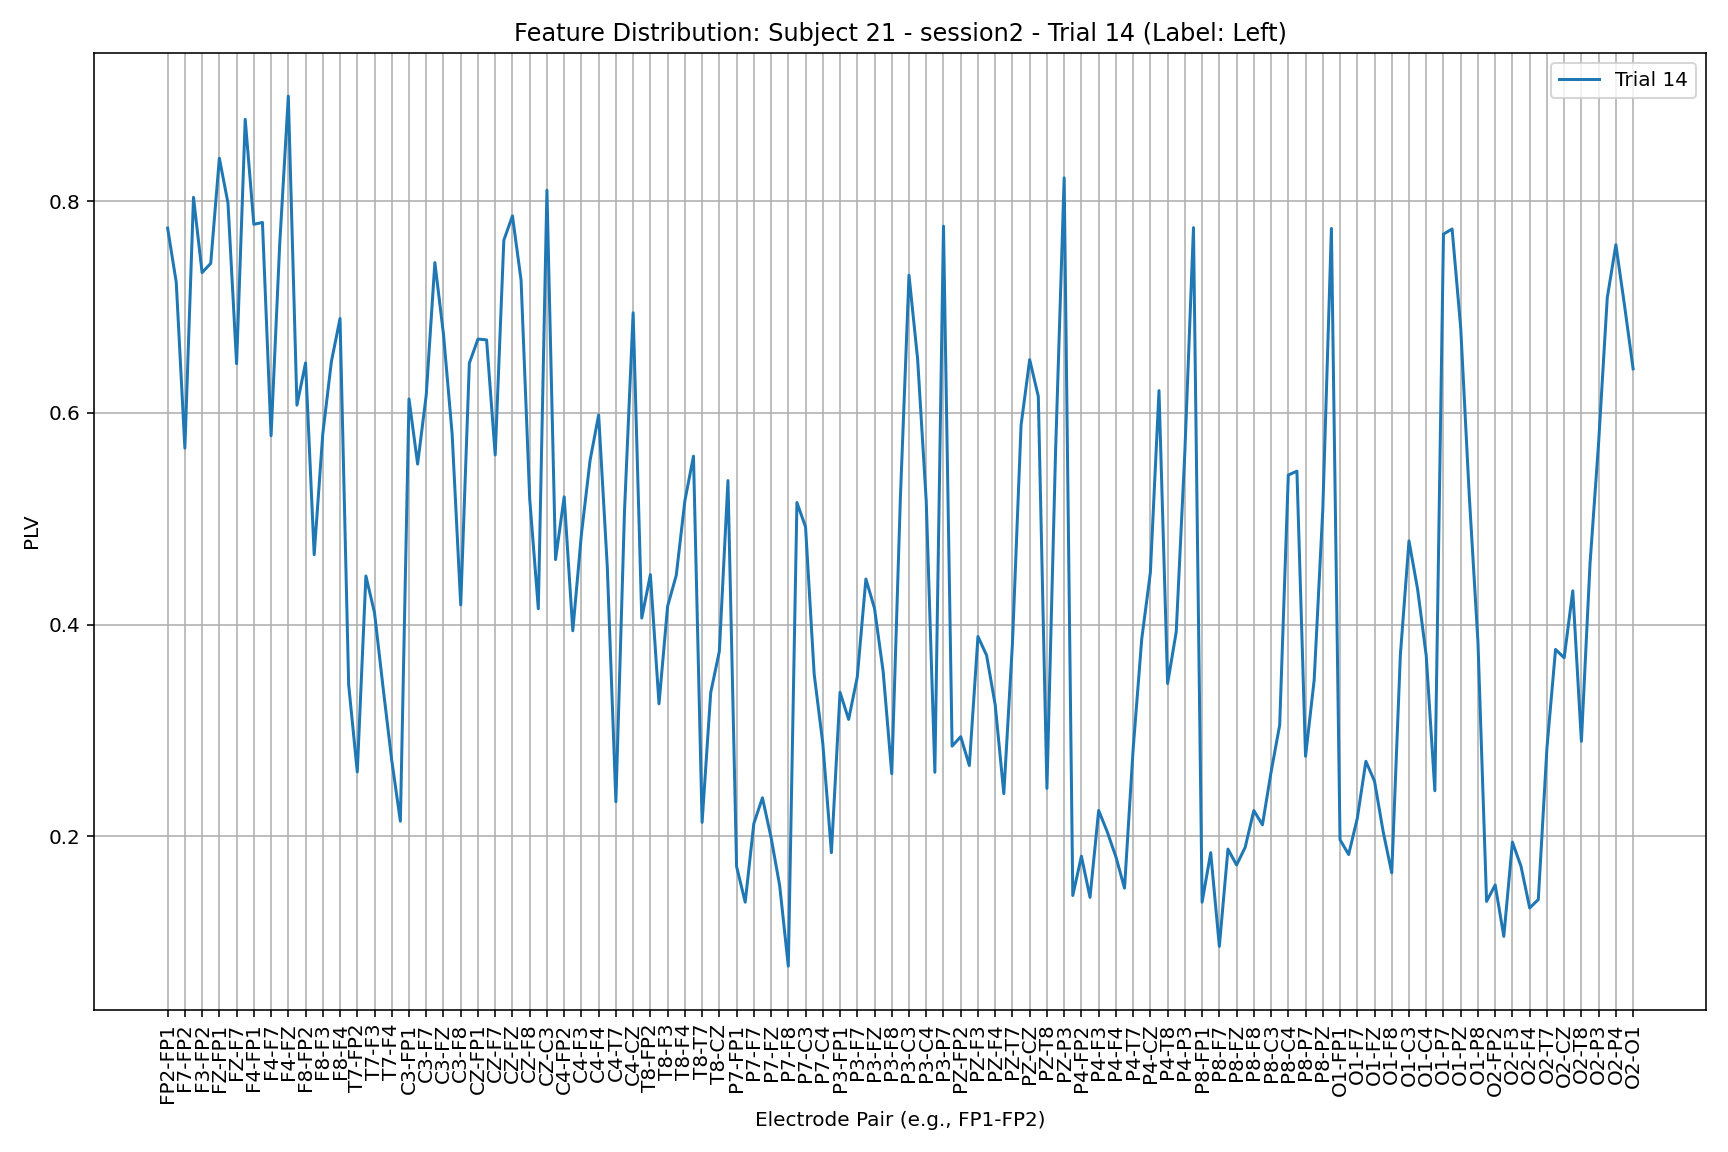 Feature Distribution: Subject 21 - session2 - Trial 14 (Label: Left)
Trial 14
PLV
0.8
0.6
0.4
0.2
FP2-FP1
F7-FP2
F3-FP2
FZ-FP1
FZ-F7
F4-FP1
F4-F7
F4-FZ
F8-FP2
F8-F3
F8-F4
T7-FP2
T7-F3
T7-F4
C3-FP1
C3-F7
C3-FZ
C3-F8
CZ-FP1
CZ-F7
CZ-FZ
CZ-F8
CZ-C3
C4-FP2
C4-F3
C4-F4
C4-T7
C4-CZ
T8-FP2
T8-F3
T8-F4
T8-T7
T8-CZ
P7-FP1
P7-F7
P7-FZ
P7-F8
P7-C3
P7-C4
P3-FP1
P3-F7
P3-FZ
P3-F8
P3-C3
P3-C4
P3-P7
PZ-FP2
PZ-F3
PZ-F4
PZ-T7
PZ-CZ
PZ-T8
PZ-P3
P4-FP2
P4-F3
P4-F4
P4-T7
P4-CZ
P4-T8
P4-P3
P8-FP1
P8-F7
P8-FZ
P8-F8
P8-C3
P8-C4
P8-P7
P8-PZ
O1-FP1
O1-F7
O1-FZ
O1-F8
O1-C3
O1-C4
O1-P7
O1-PZ
O1-P8
O2-FP2
O2-F3
O2-F4
O2-T7
O2-CZ
O2-T8
O2-P3
O2-P4
O2-O1
Electrode Pair (e.g., FP1-FP2)